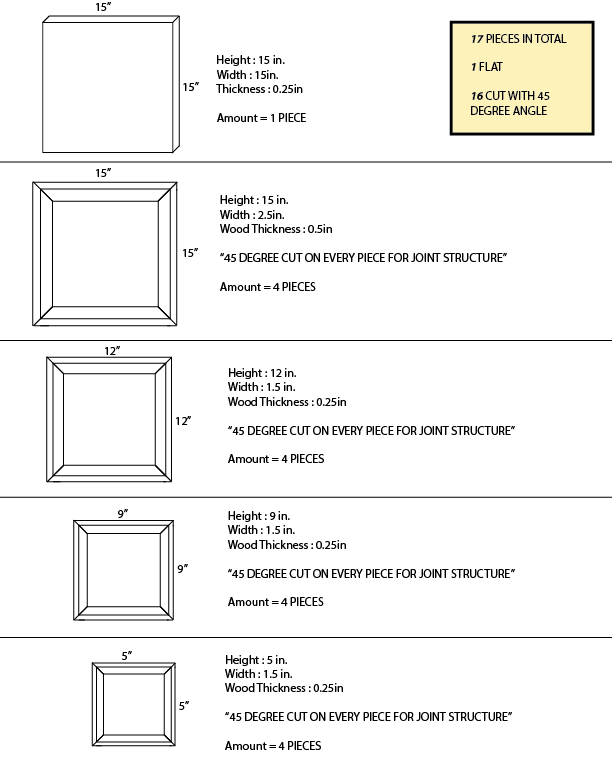 15”
15”
Height : 15 in.
Width : 15in.
Thickness : 0.25in
Amount = 1 PIECE
17 PIECES IN TOTAL
1 FLAT
16 CUT WITH 45
DEGREE ANGLE
15”
15”
Height : 15 in.
Width : 2.5in.
Wood Thickness : 0.5in
“45 DEGREE CUT ON EVERY PIECE FOR JOINT STRUCTURE”
Amount = 4 PIECES
12”
12”
Height : 12 in.
Width : 1.5 in.
Wood Thickness : 0.25in
“45 DEGREE CUT ON EVERY PIECE FOR JOINT STRUCTURE”
Amount = 4 PIECES
9”
9”
Height : 9 in.
Width : 1.5 in.
Wood Thickness : 0.25in
“45 DEGREE CUT ON EVERY PIECE FOR JOINT STRUCTURE”
Amount = 4 PIECES
5”
5”
Height : 5 in.
Width : 1.5 in.
Wood Thickness : 0.25in
“45 DEGREE CUT ON EVERY PIECE FOR JOINT STRUCTURE”
Amount = 4 PIECES